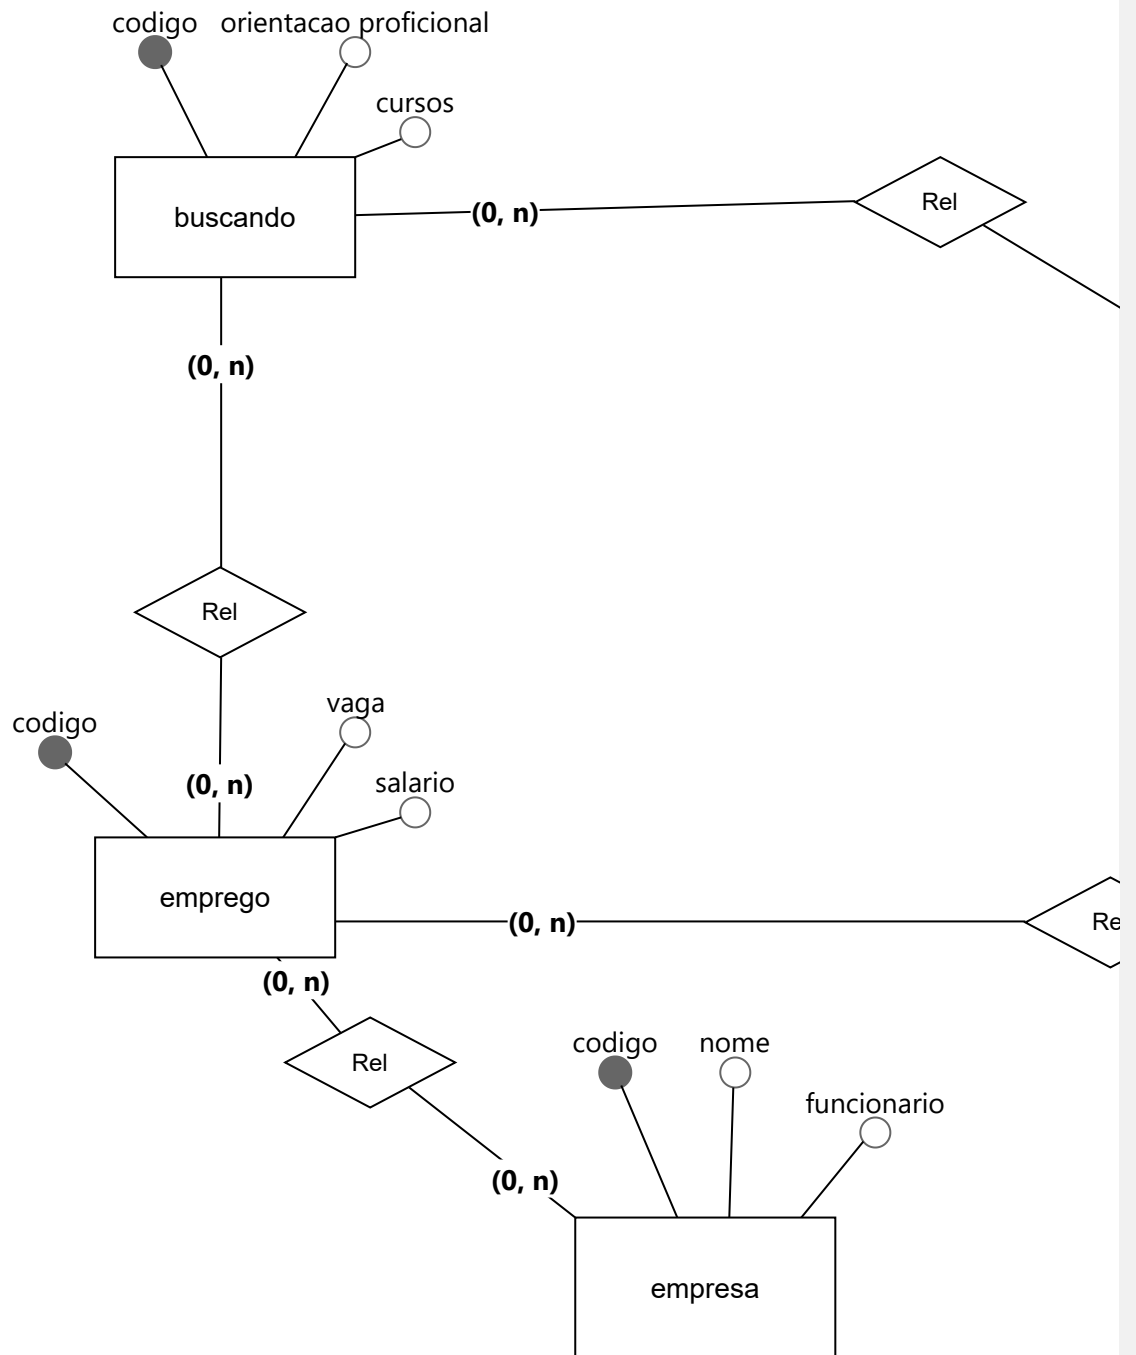 codigo
orientacao proficional
cursos
buscando
(0, n)
Rel
(0, n)
Rel
codigo
vaga
(0, n)
salario
emprego
(0, n)
Re
(0, n)
Rel
codigo
nome
funcionario
(0, n)
empresa